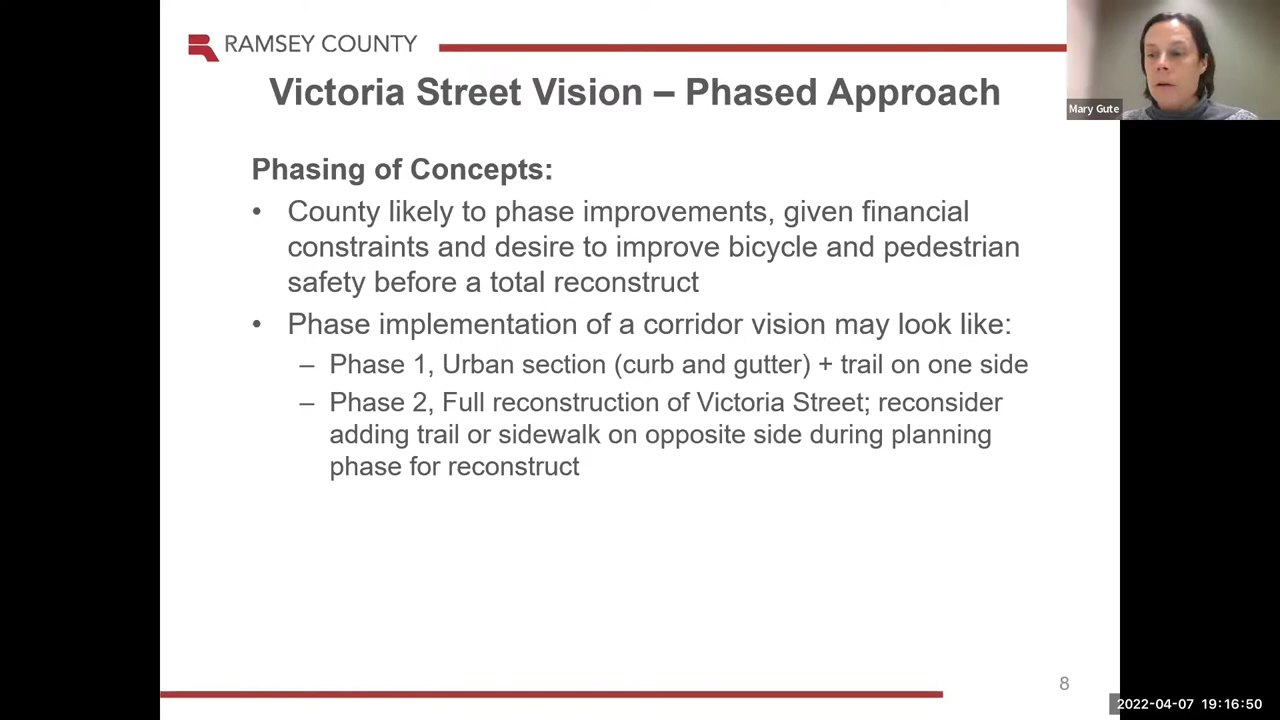 RAMSEY COUNTY
Victoria Street Vision – Phased Approach
Mary Gute
Phasing of Concepts:
• County likely to phase improvements, given financial
constraints and desire to improve bicycle and pedestrian
safety before a total reconstruct
• Phase implementation of a corridor vision may look like:
– Phase 1, Urban section (curb and gutter) + trail on one side
– Phase 2, Full reconstruction of Victoria Street; reconsider
adding trail or sidewalk on opposite side during planning
phase for reconstruct
8
2022-04-07 19:16:50